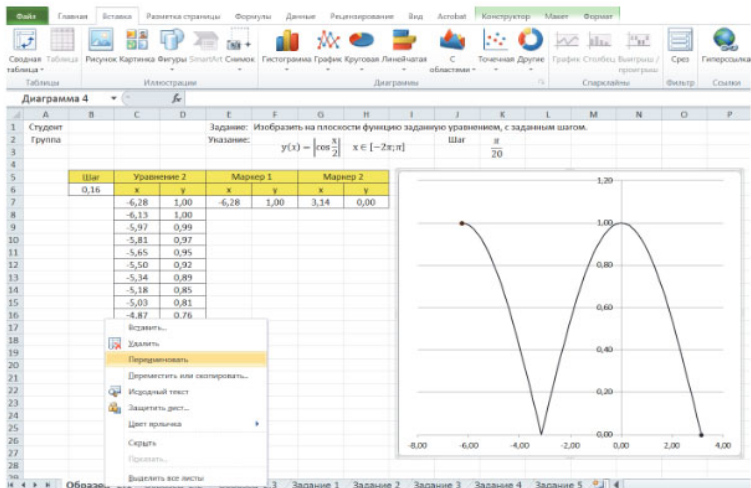 Файл Главная Вставка Разметка страницы Формулы Данные Рецензирование Вид Acrobat Конструктор Макет Формат
Сводная таблица Таблица Рисунок Картинка Фигуры SmartArt Снимок Гистограмма График Круговая Линейчатая С областями Точечная Другие График Столбец Выигрыш / проигрыш Срез Гиперссылка
Таблицы Иллюстрации Диаграммы Спарклайны Фильтр Ссылки
Диаграмма 4 fx
A B C D E F G H I J K L M N O P
1 Студент Задание: Изобразить на плоскости функцию заданную уравнением, с заданным шагом.
2 Группа Указание: y(x) = |cos x/2| x ∈ [−2π; π] Шаг π/20
3
4
5 Шаг Уравнение 2 Маркер 1 Маркер 2
6 0,16 x y x y x y
7 -6,28 1,00 -6,28 1,00 3,14 0,00
8 -6,13 1,00
9 -5,97 0,99
10 -5,81 0,97
11 -5,65 0,95
12 -5,50 0,92
13 -5,34 0,89
14 -5,18 0,85
15 -5,03 0,81
16 -4,87 0,76
17 Вставить...
18 Удалить
19 Переименовать
20
21 Переместить или скопировать...
22 Исходный текст
23 Защитить лист...
24 Цвет ярлычка
25
26 Скрыть
27 Показать...
28
29 Выделить все листы
1,20
1,00
0,80
0,60
0,40
0,20
0,00
-8,00 -6,00 -4,00 -2,00 0,00 2,00 4,00
Образец 3 Задание 1 Задание 2 Задание 3 Задание 4 Задание 5